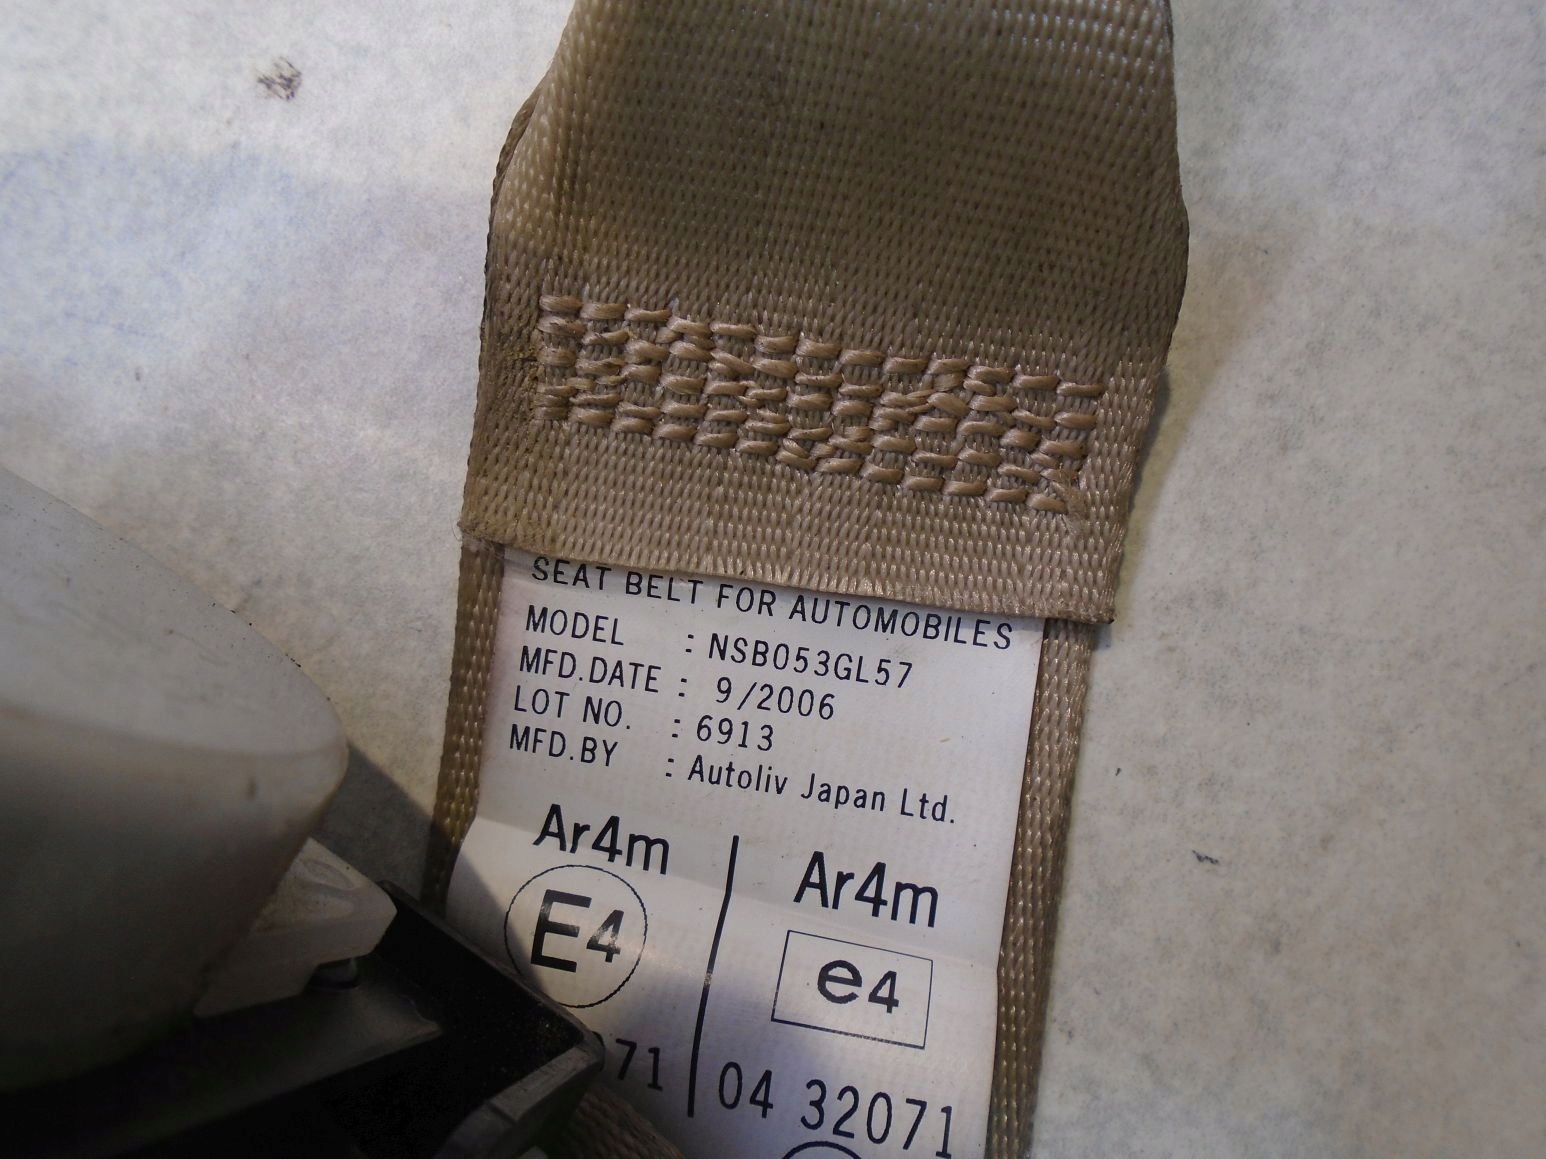 SEAT BELT FOR AUTOMOBILES
MODEL : NSB053GL57
MFD.DATE : 9/2006
LOT NO. : 6913
MFD.BY : Autoliv Japan Ltd.
Ar4m
E4
71
Ar4m
e4
04 32071